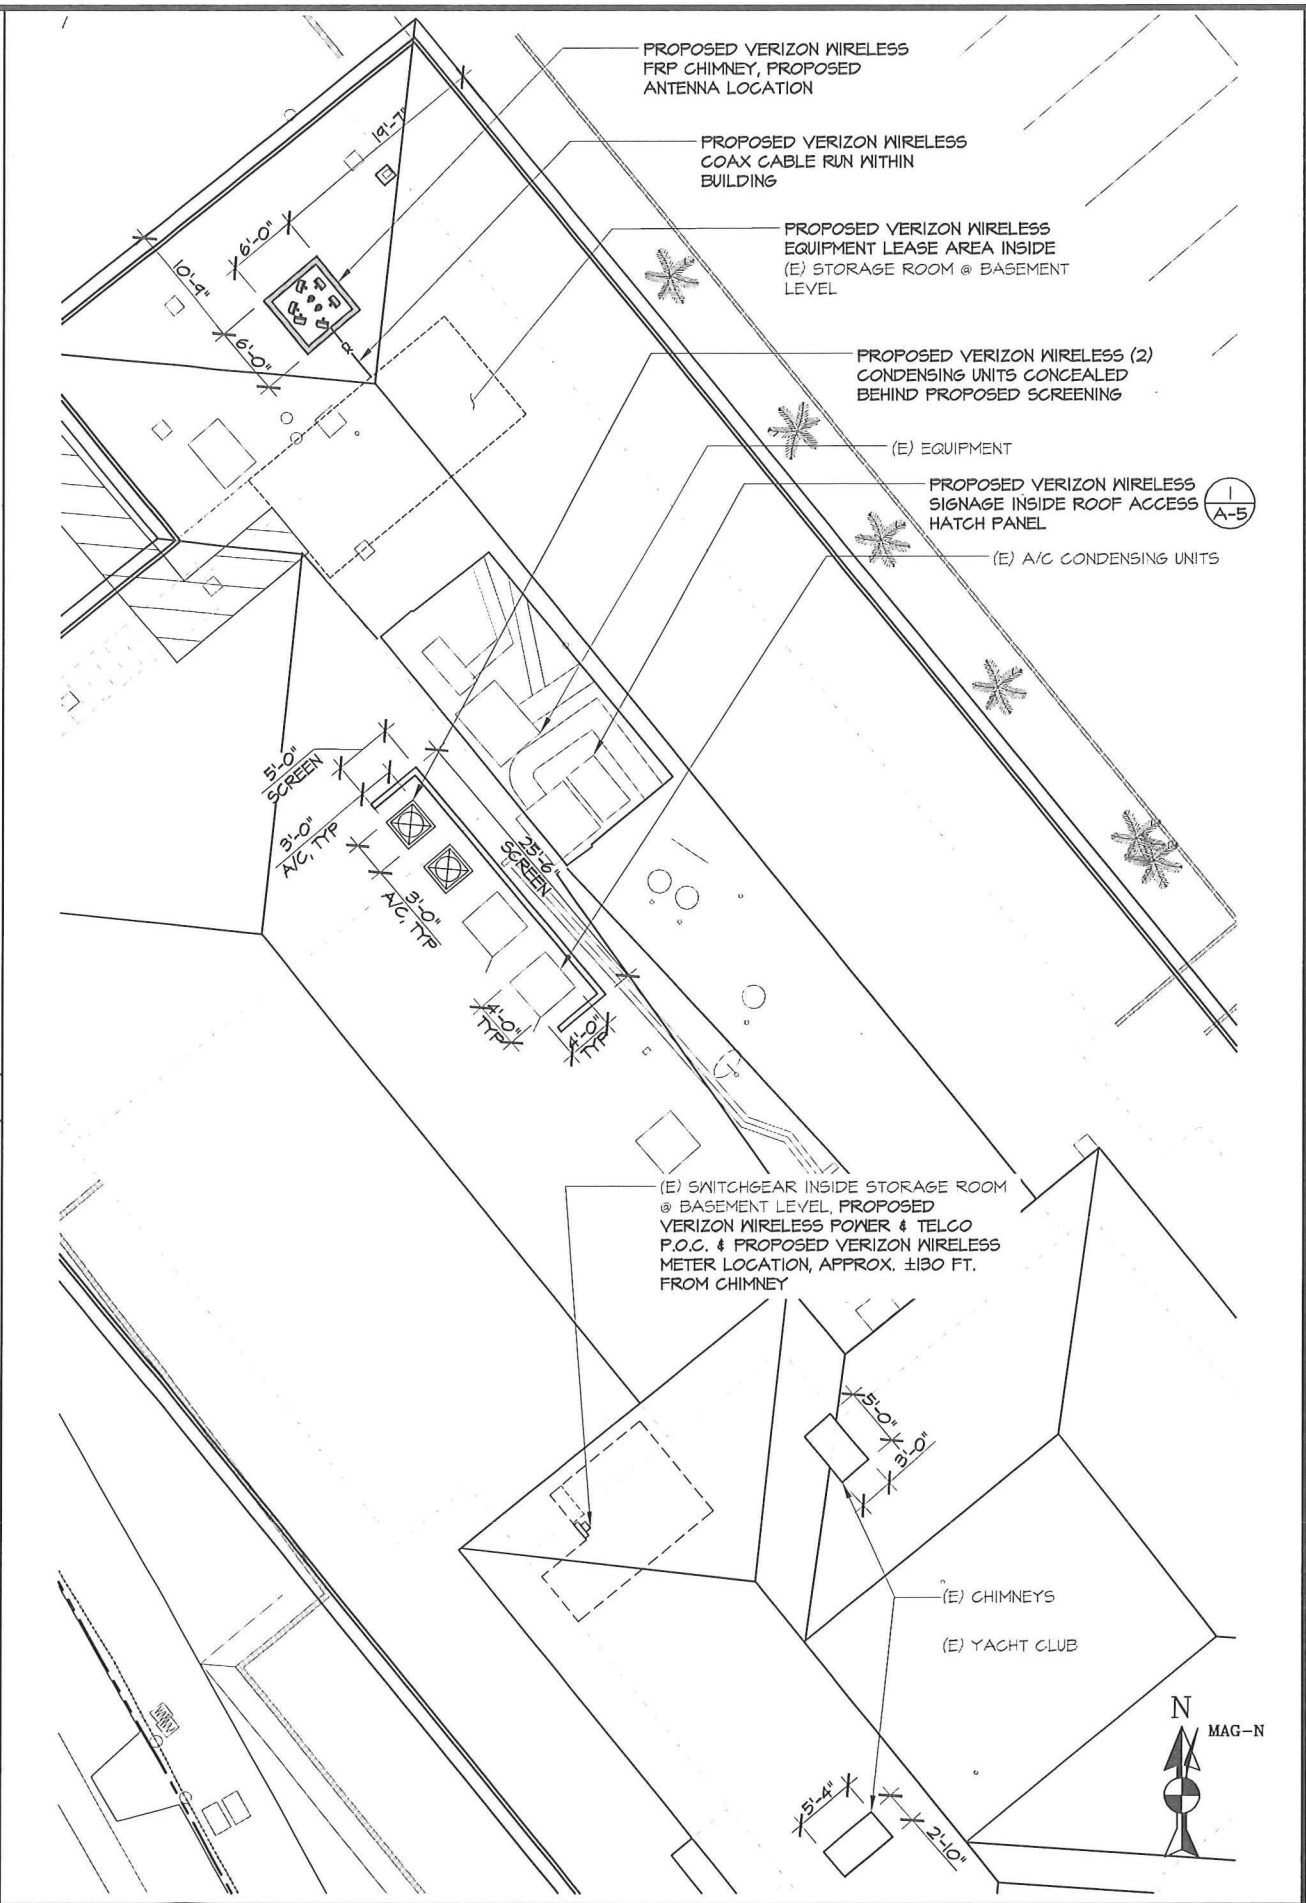 PROPOSED VERIZON WIRELESS
FRP CHIMNEY, PROPOSED
ANTENNA LOCATION
PROPOSED VERIZON WIRELESS
COAX CABLE RUN WITHIN
BUILDING
PROPOSED VERIZON WIRELESS
EQUIPMENT LEASE AREA INSIDE
(E) STORAGE ROOM @ BASEMENT
LEVEL
PROPOSED VERIZON WIRELESS (2)
CONDENSING UNITS CONCEALED
BEHIND PROPOSED SCREENING
(E) EQUIPMENT
PROPOSED VERIZON WIRELESS
SIGNAGE INSIDE ROOF ACCESS
HATCH PANEL
1
A-5
(E) A/C CONDENSING UNITS
19'-7"
6'-0"
10'-9"
6'-0"
5'-0"
SCREEN
3'-0"
A/C, TYP
3'-0"
A/C, TYP
25'-6"
SCREEN
4'-0"
TYP
4'-0"
TYP
(E) SWITCHGEAR INSIDE STORAGE ROOM
@ BASEMENT LEVEL, PROPOSED
VERIZON WIRELESS POWER & TELCO
P.O.C. & PROPOSED VERIZON WIRELESS
METER LOCATION, APPROX. ±130 FT.
FROM CHIMNEY
5'-0"
3'-0"
(E) CHIMNEYS
(E) YACHT CLUB
5'-4"
2'-10"
N
MAG-N